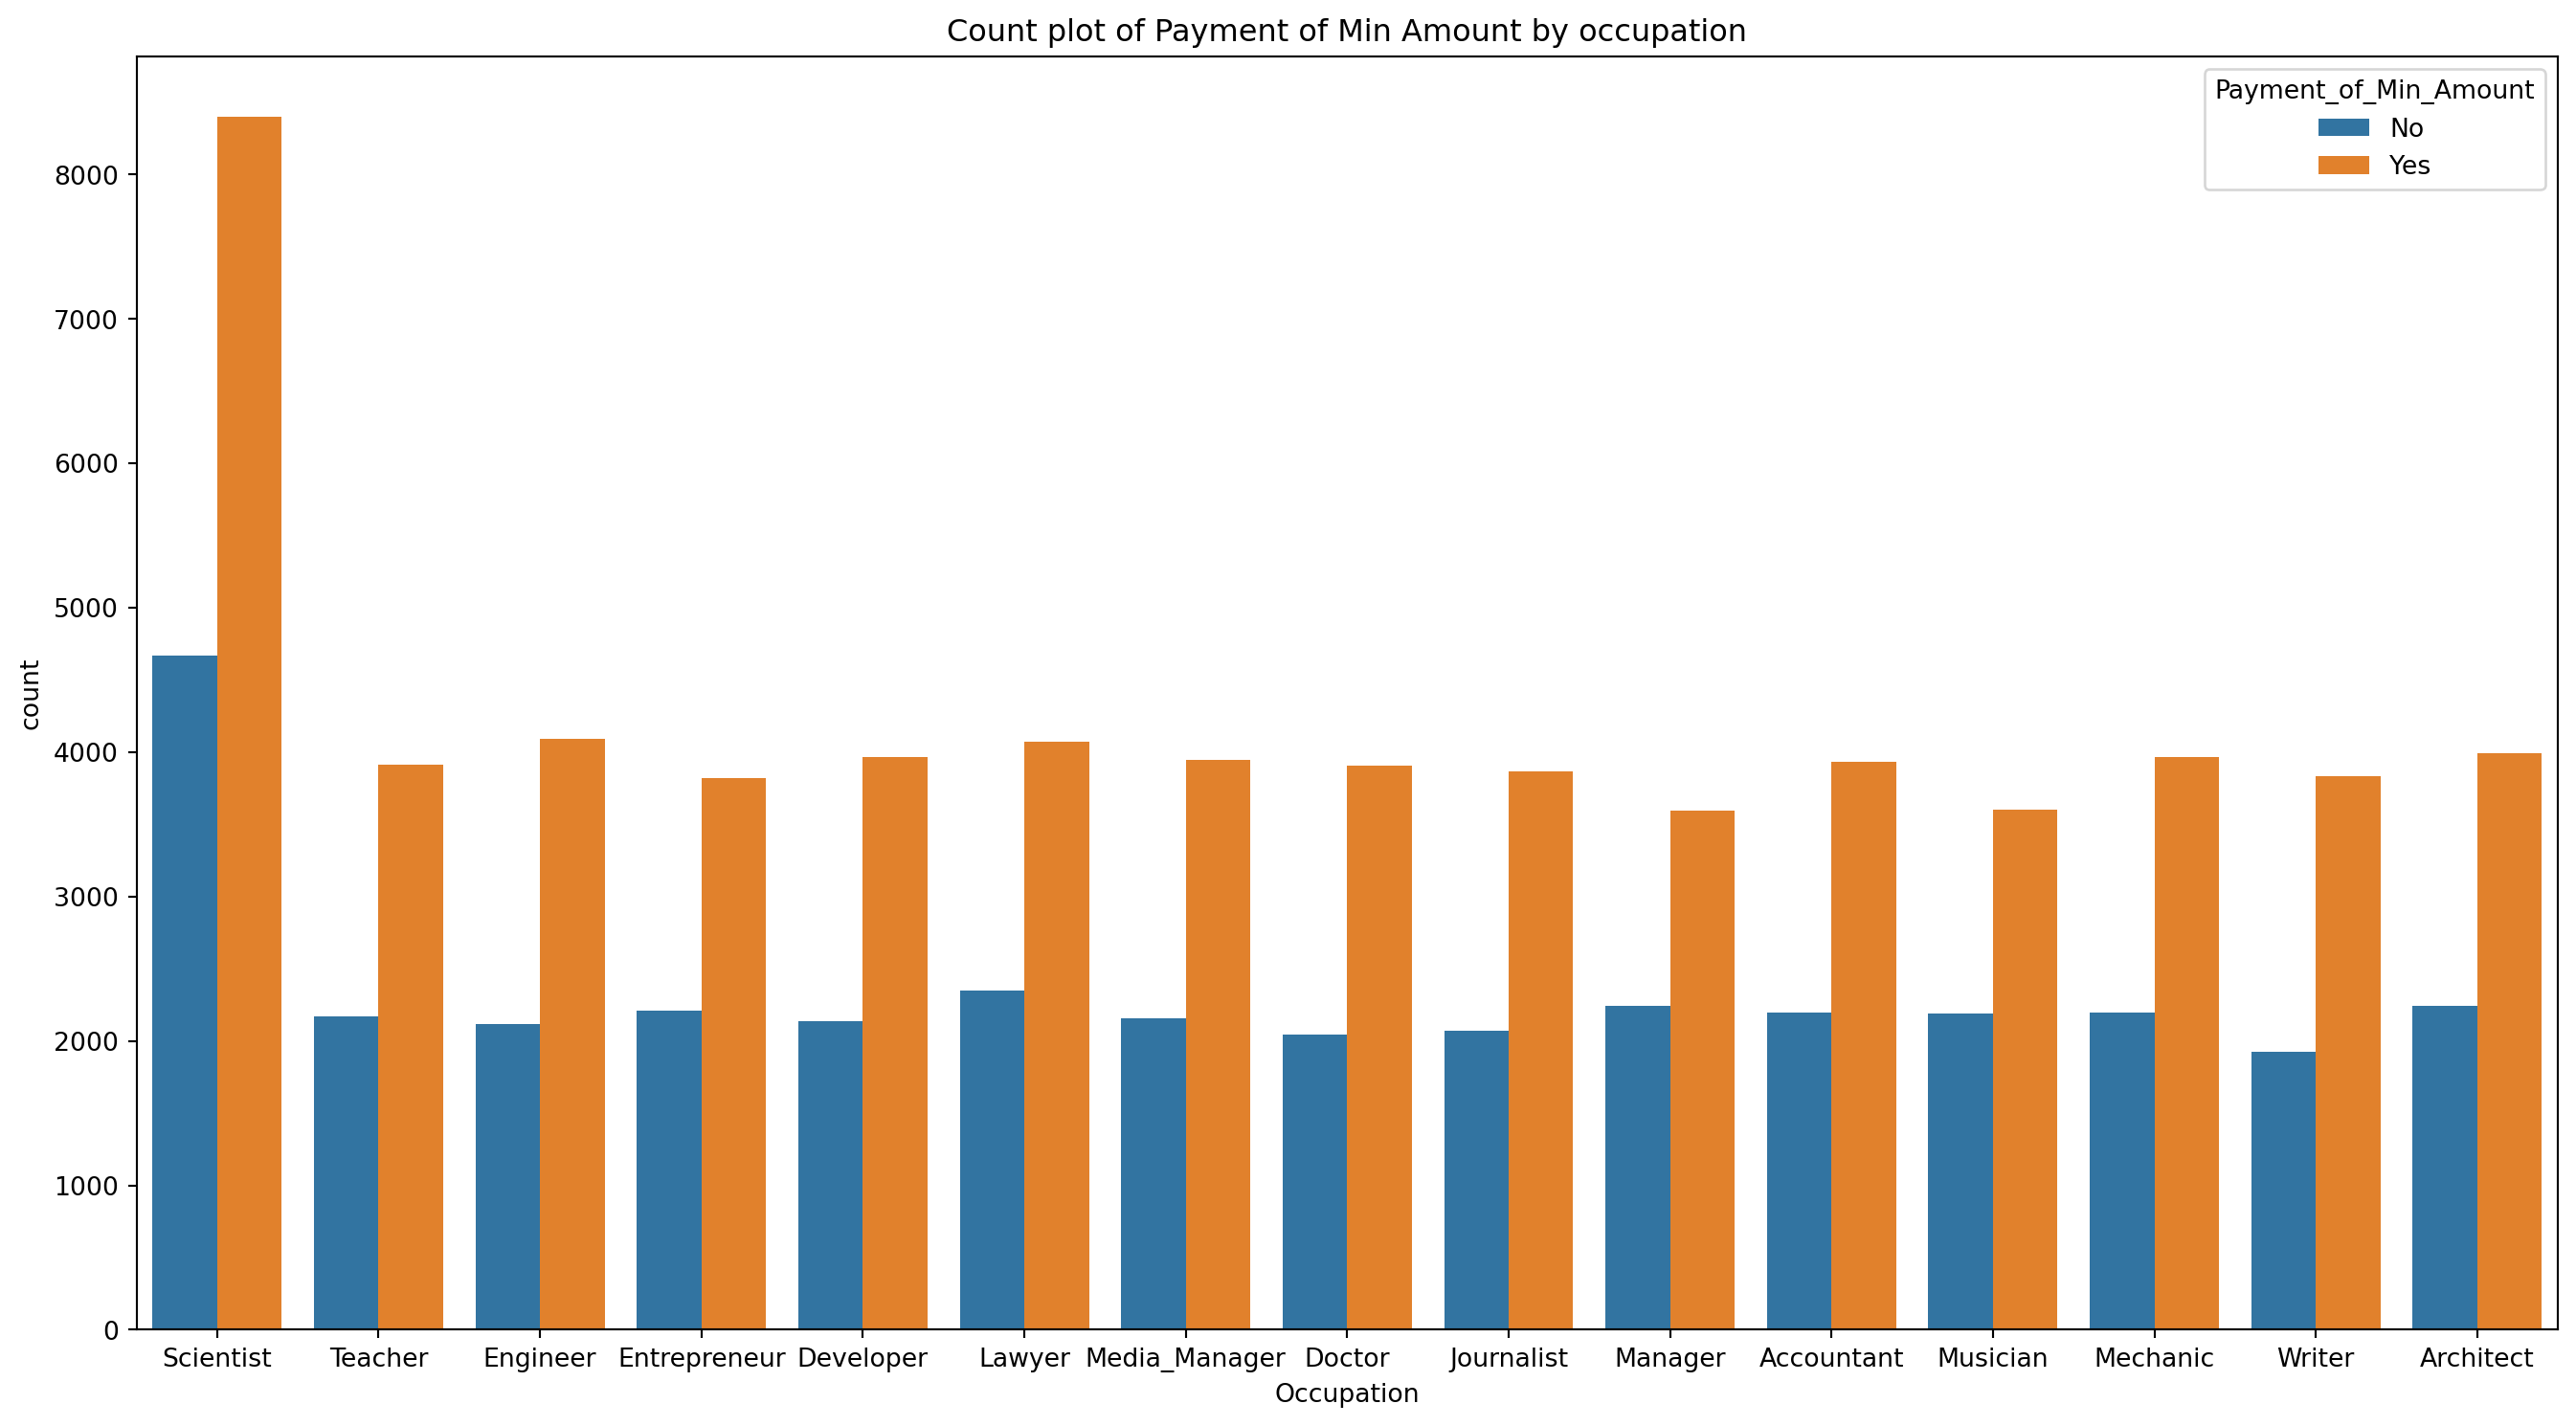 Count plot of Payment of Min Amount by occupation
Payment_of_Min_Amount
No
Yes
count
8000
7000
6000
5000
4000
3000
2000
1000
0
Scientist Teacher Engineer Entrepreneur Developer Lawyer Media_Manager Doctor Journalist Manager Accountant Musician Mechanic Writer Architect
Occupation